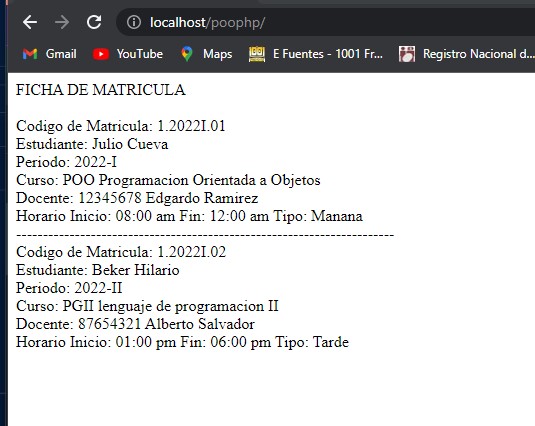 localhost/poophp/
Gmail YouTube Maps E Fuentes - 1001 Fr... Registro Nacional d...
FICHA DE MATRICULA
Codigo de Matricula: 1.2022I.01
Estudiante: Julio Cueva
Periodo: 2022-I
Curso: POO Programacion Orientada a Objetos
Docente: 12345678 Edgardo Ramirez
Horario Inicio: 08:00 am Fin: 12:00 am Tipo: Manana
------------------------------------------------------------------------
Codigo de Matricula: 1.2022I.02
Estudiante: Beker Hilario
Periodo: 2022-II
Curso: PGII lenguaje de programacion II
Docente: 87654321 Alberto Salvador
Horario Inicio: 01:00 pm Fin: 06:00 pm Tipo: Tarde